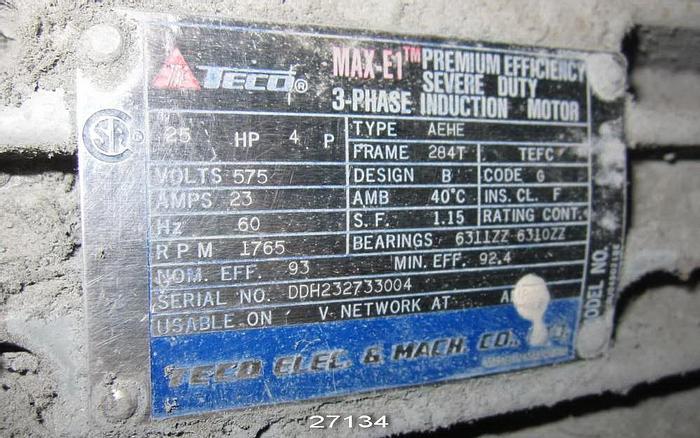 TECO® MAX-E1™ PREMIUM EFFICIENCY
SEVERE DUTY
3-PHASE INDUCTION MOTOR
25 HP 4 P
TYPE AEHE
FRAME 284T TEFC
VOLTS 575
DESIGN B CODE G
AMPS 23
AMB 40°C INS. CL. F
Hz 60
S.F. 1.15 RATING CONT.
RPM 1765
BEARINGS 6311ZZ 6310ZZ
NOM. EFF. 93 MIN. EFF. 92.4
SERIAL NO. DDH232733004
USABLE ON V NETWORK AT A
TECO ELEC. & MACH. CO.,
MODEL NO.
27134